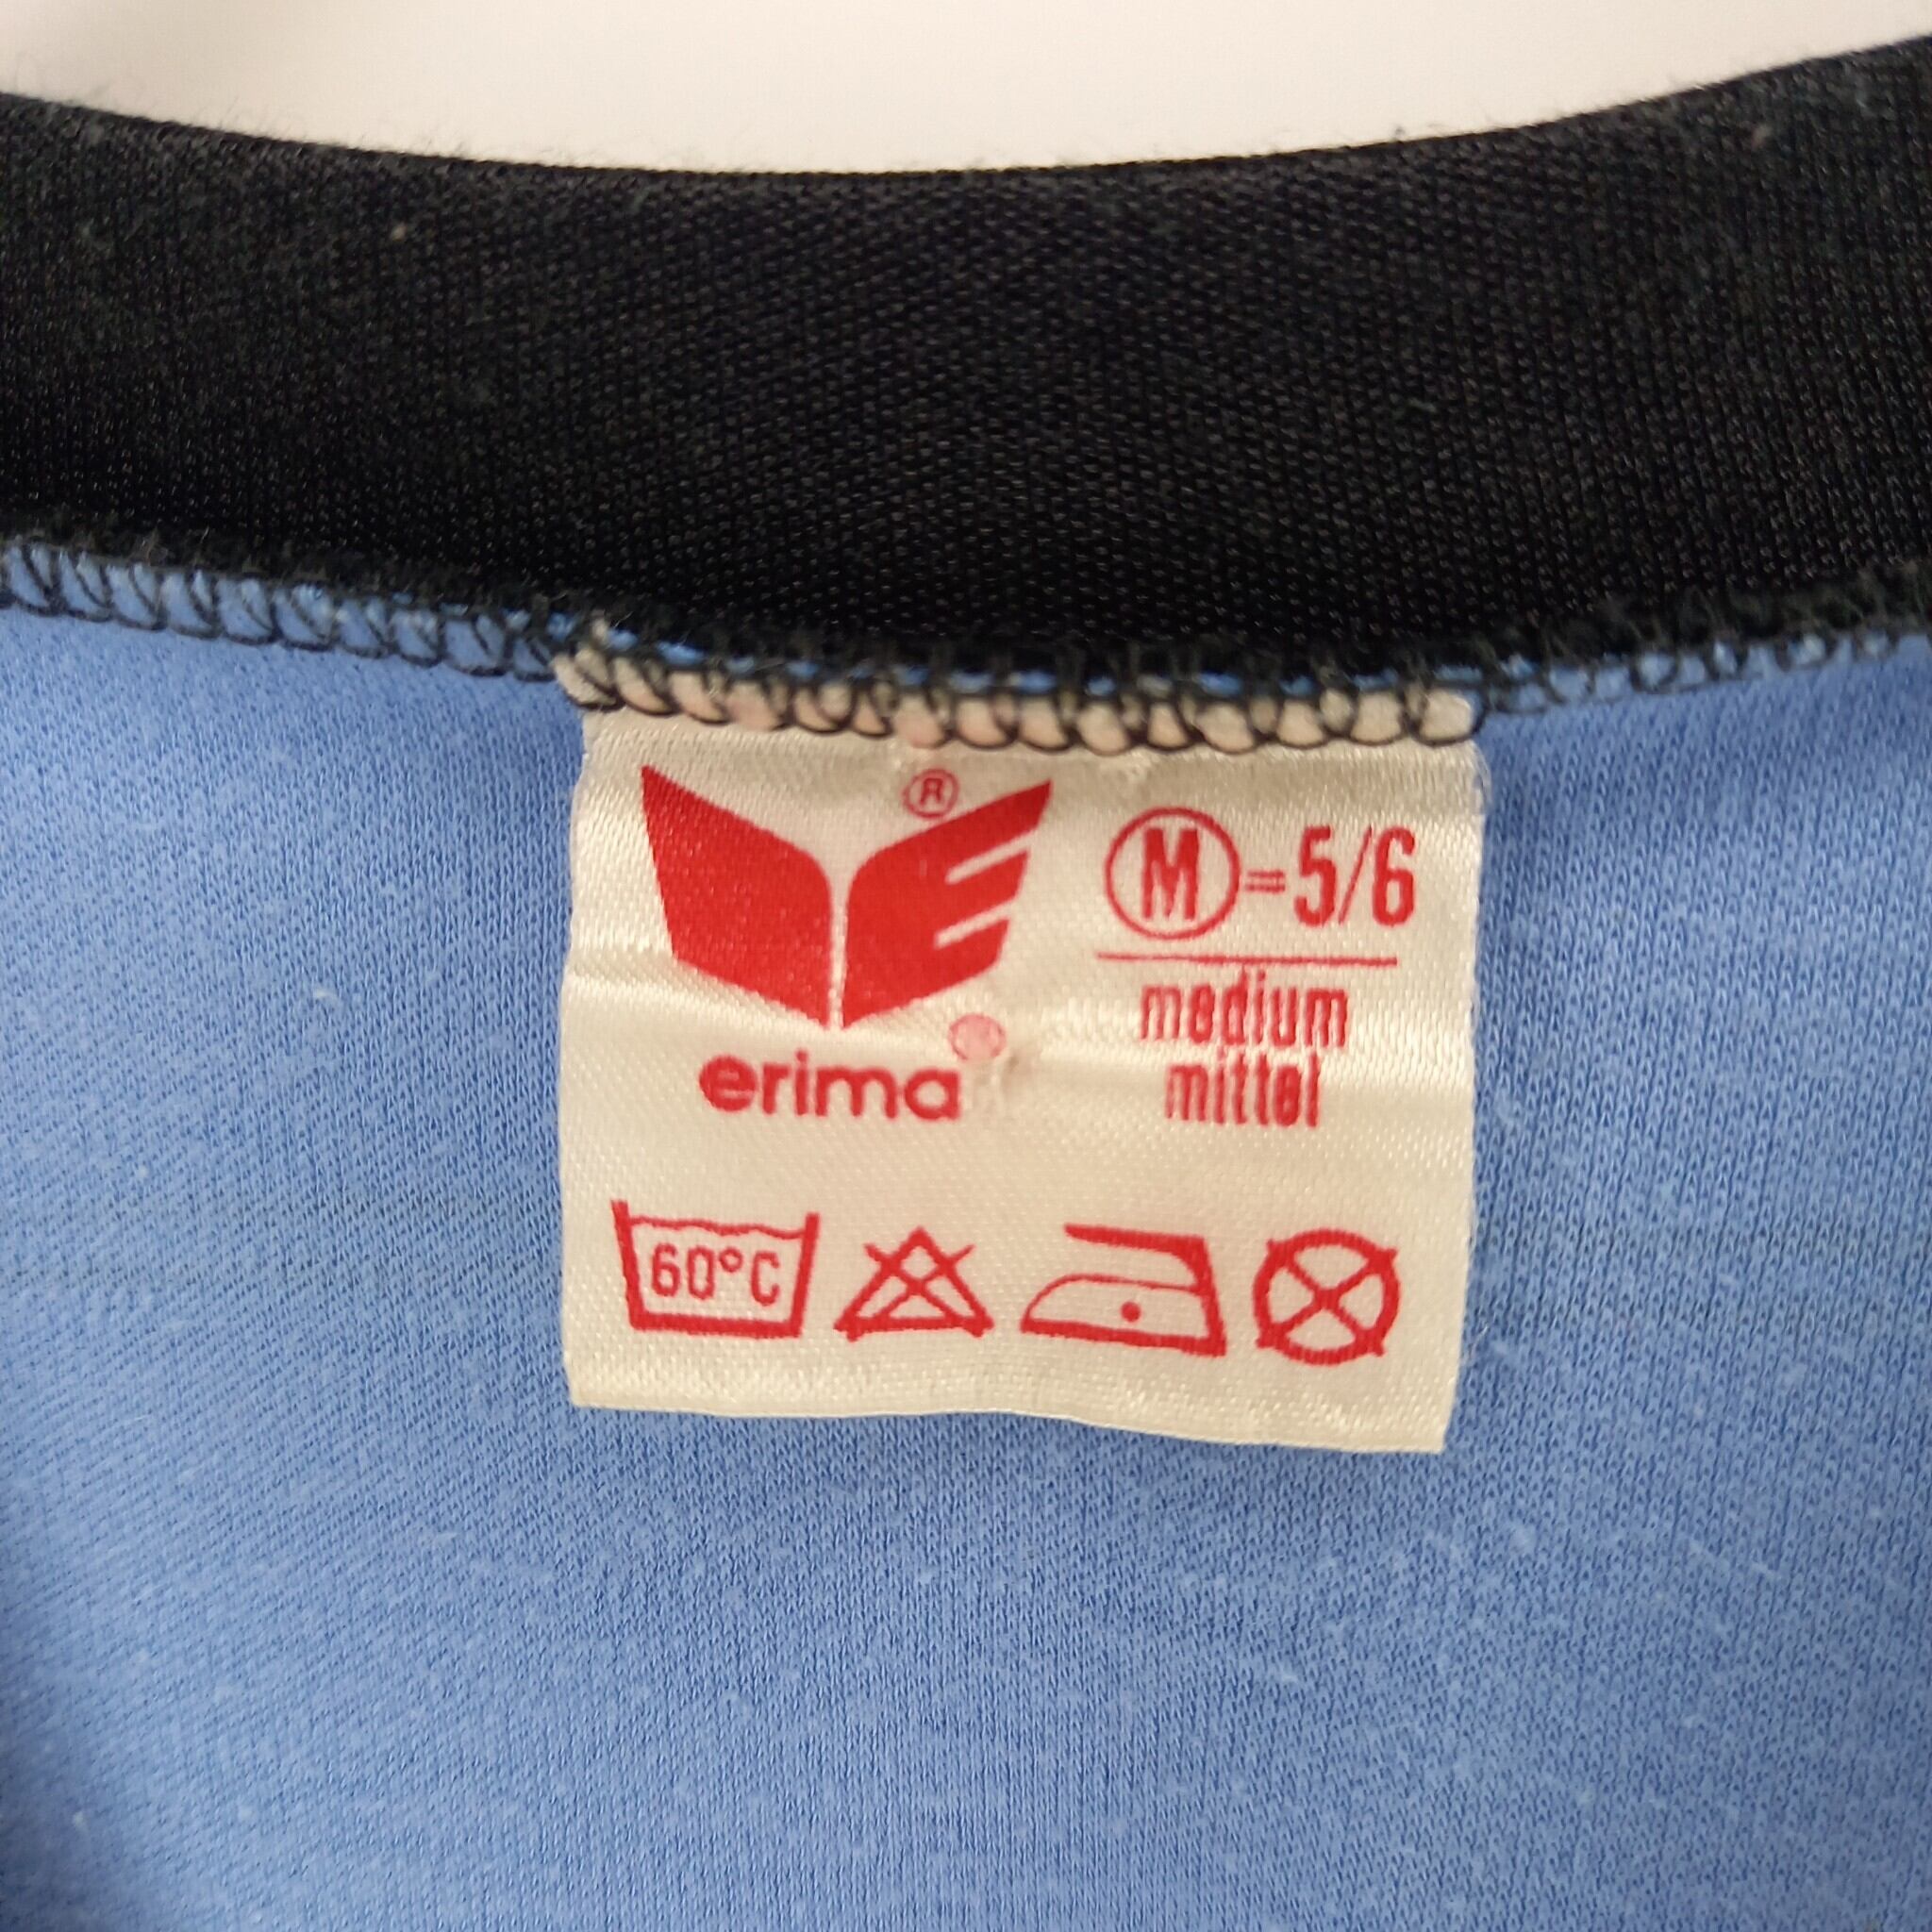 ®
M=5/6
medium
mittel
erima
60°C